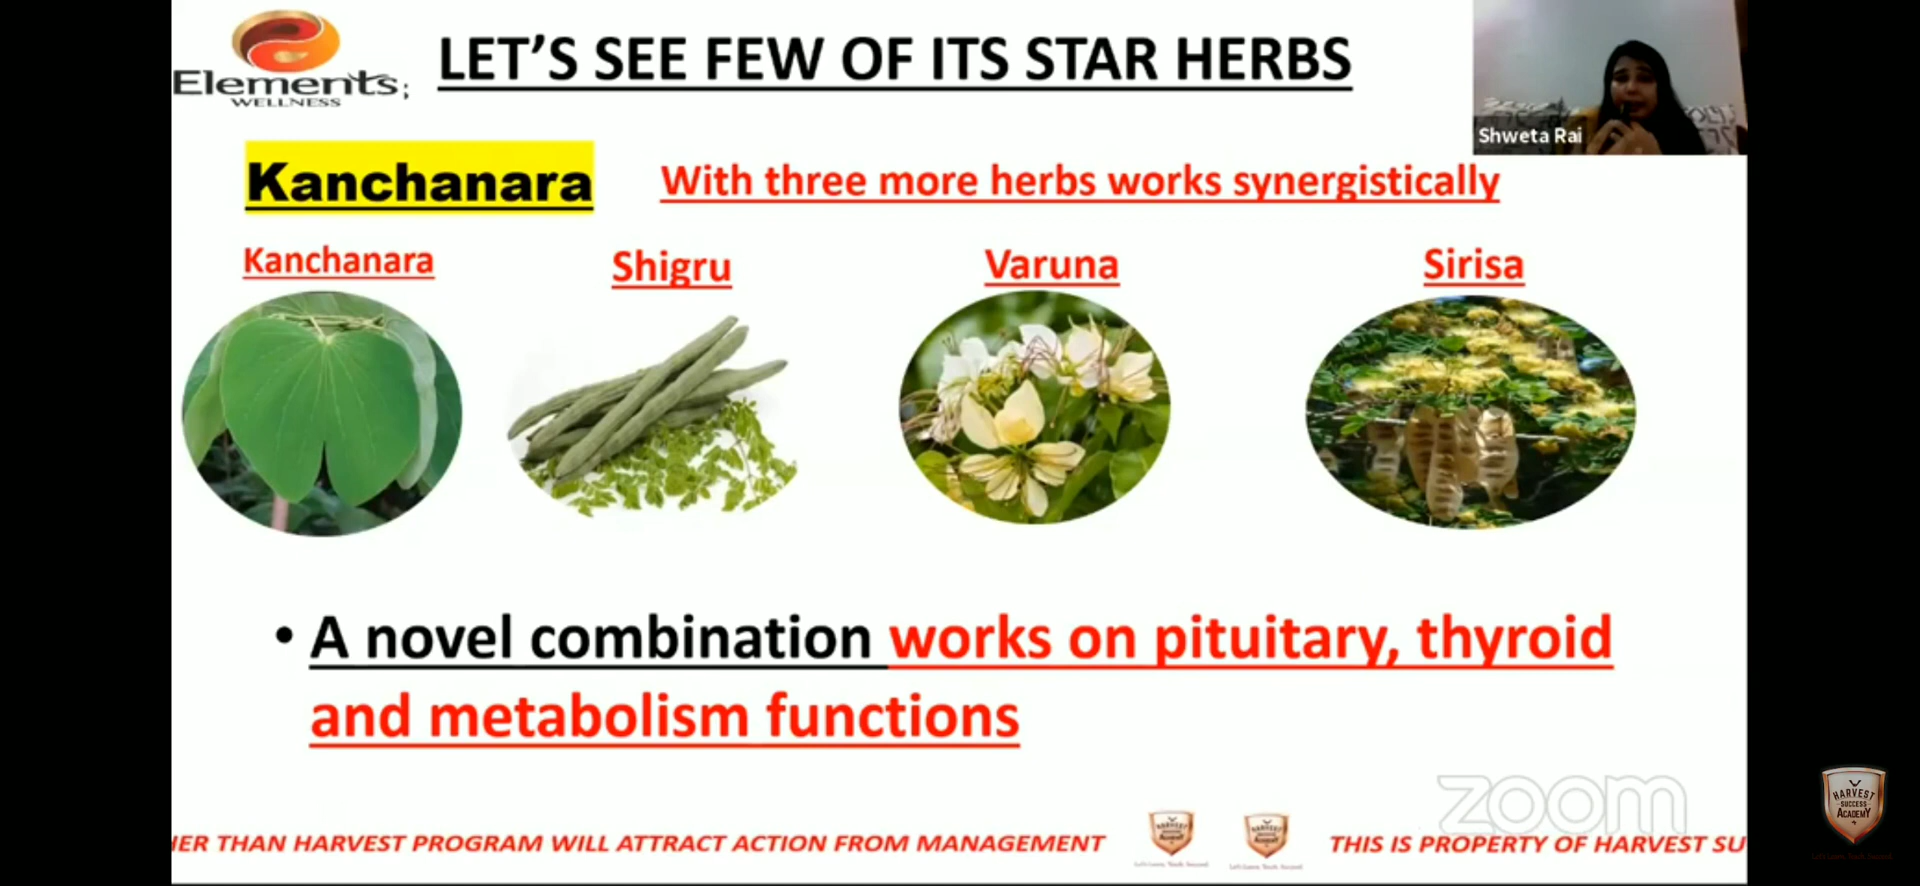 Elements
WELLNESS
LET'S SEE FEW OF ITS STAR HERBS
Shweta Rai
Kanchanara
With three more herbs works synergistically
Kanchanara
Shigru
Varuna
Sirisa
• A novel combination works on pituitary, thyroid
and metabolism functions
zoom
HER THAN HARVEST PROGRAM WILL ATTRACT ACTION FROM MANAGEMENT
THIS IS PROPERTY OF HARVEST SU
HARVEST
SUCCESS
ACADEMY